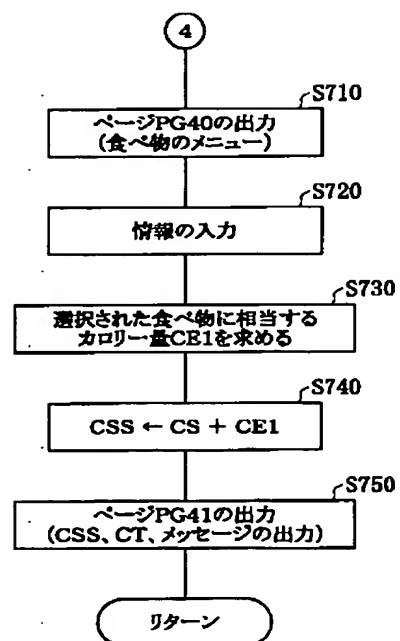 4
S710
ページPG40の出力
(食べ物のメニュー)
S720
情報の入力
S730
選択された食べ物に相当する
カロリー量CE1を求める
S740
CSS ← CS + CE1
S750
ページPG41の出力
(CSS、CT、メッセージの出力)
リターン